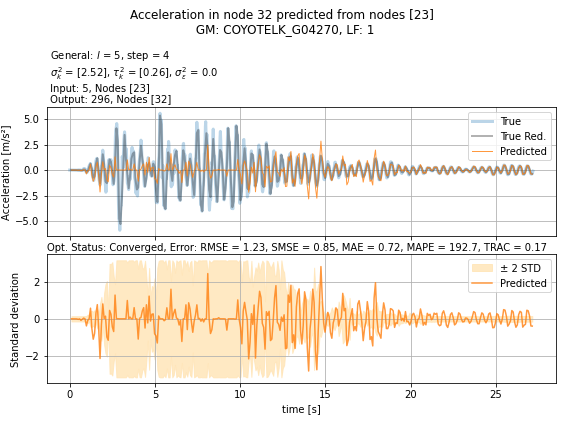 Acceleration in node 32 predicted from nodes [23]
GM: COYOTELK_G04270, LF: 1
General: l = 5, step = 4
σ²ₖ = [2.52], τ²ₖ = [0.26], σ²ε = 0.0
Input: 5, Nodes [23]
Output: 296, Nodes [32]
5.0
2.5
0.0
−2.5
−5.0
Acceleration [m/s²]
True
True Red.
Predicted
Opt. Status: Converged, Error: RMSE = 1.23, SMSE = 0.85, MAE = 0.72, MAPE = 192.7, TRAC = 0.17
2
0
−2
Standard deviation
± 2 STD
Predicted
0 5 10 15 20 25
time [s]